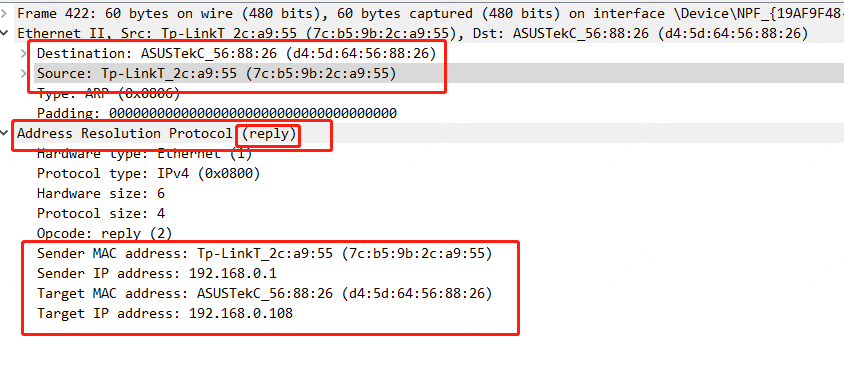 Frame 422: 60 bytes on wire (480 bits), 60 bytes captured (480 bits) on interface \Device\NPF_{19AF9F48-
Ethernet II, Src: Tp-LinkT_2c:a9:55 (7c:b5:9b:2c:a9:55), Dst: ASUSTekC_56:88:26 (d4:5d:64:56:88:26)
Destination: ASUSTekC_56:88:26 (d4:5d:64:56:88:26)
Source: Tp-LinkT_2c:a9:55 (7c:b5:9b:2c:a9:55)
Type: ARP (0x0806)
Padding: 000000000000000000000000000000000000
Address Resolution Protocol (reply)
Hardware type: Ethernet (1)
Protocol type: IPv4 (0x0800)
Hardware size: 6
Protocol size: 4
Opcode: reply (2)
Sender MAC address: Tp-LinkT_2c:a9:55 (7c:b5:9b:2c:a9:55)
Sender IP address: 192.168.0.1
Target MAC address: ASUSTekC_56:88:26 (d4:5d:64:56:88:26)
Target IP address: 192.168.0.108